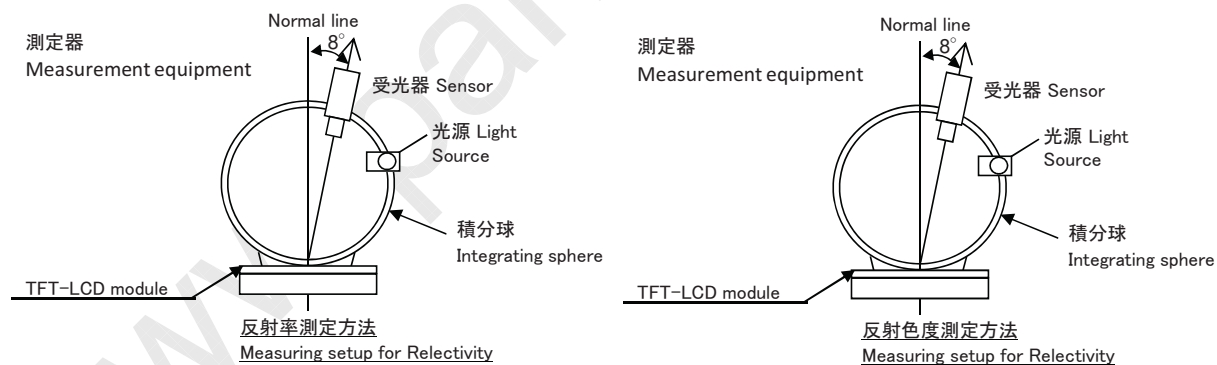 Normal line
8°
測定器
Measurement equipment
受光器 Sensor
光源 Light
Source
積分球
Integrating sphere
TFT-LCD module
反射率測定方法
Measuring setup for Relectivity
Normal line
8°
測定器
Measurement equipment
受光器 Sensor
光源 Light
Source
積分球
Integrating sphere
TFT-LCD module
反射色度測定方法
Measuring setup for Relectivity